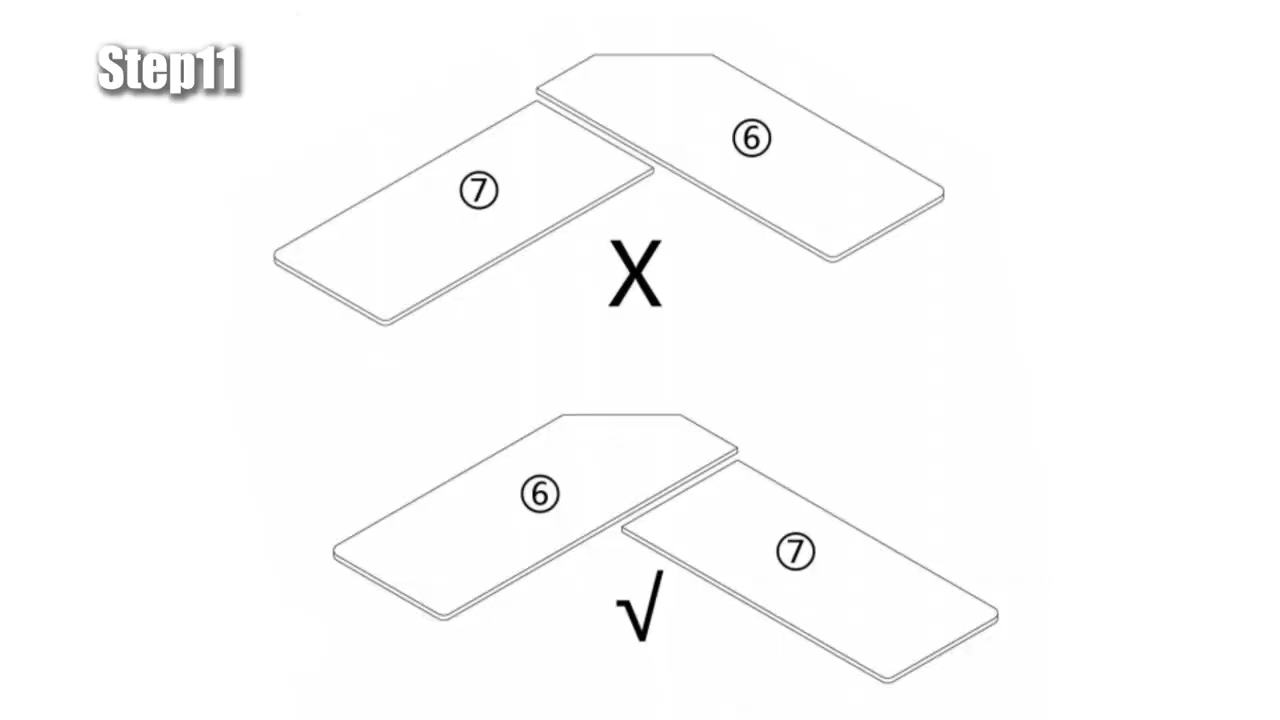 Step11
⑥
⑦
X
⑥
⑦
√